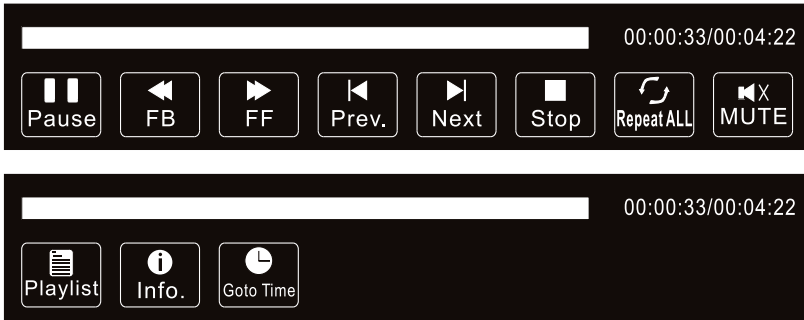 00:00:33/00:04:22
Pause FB FF Prev. Next Stop Repeat ALL MUTE
00:00:33/00:04:22
Playlist Info. Goto Time